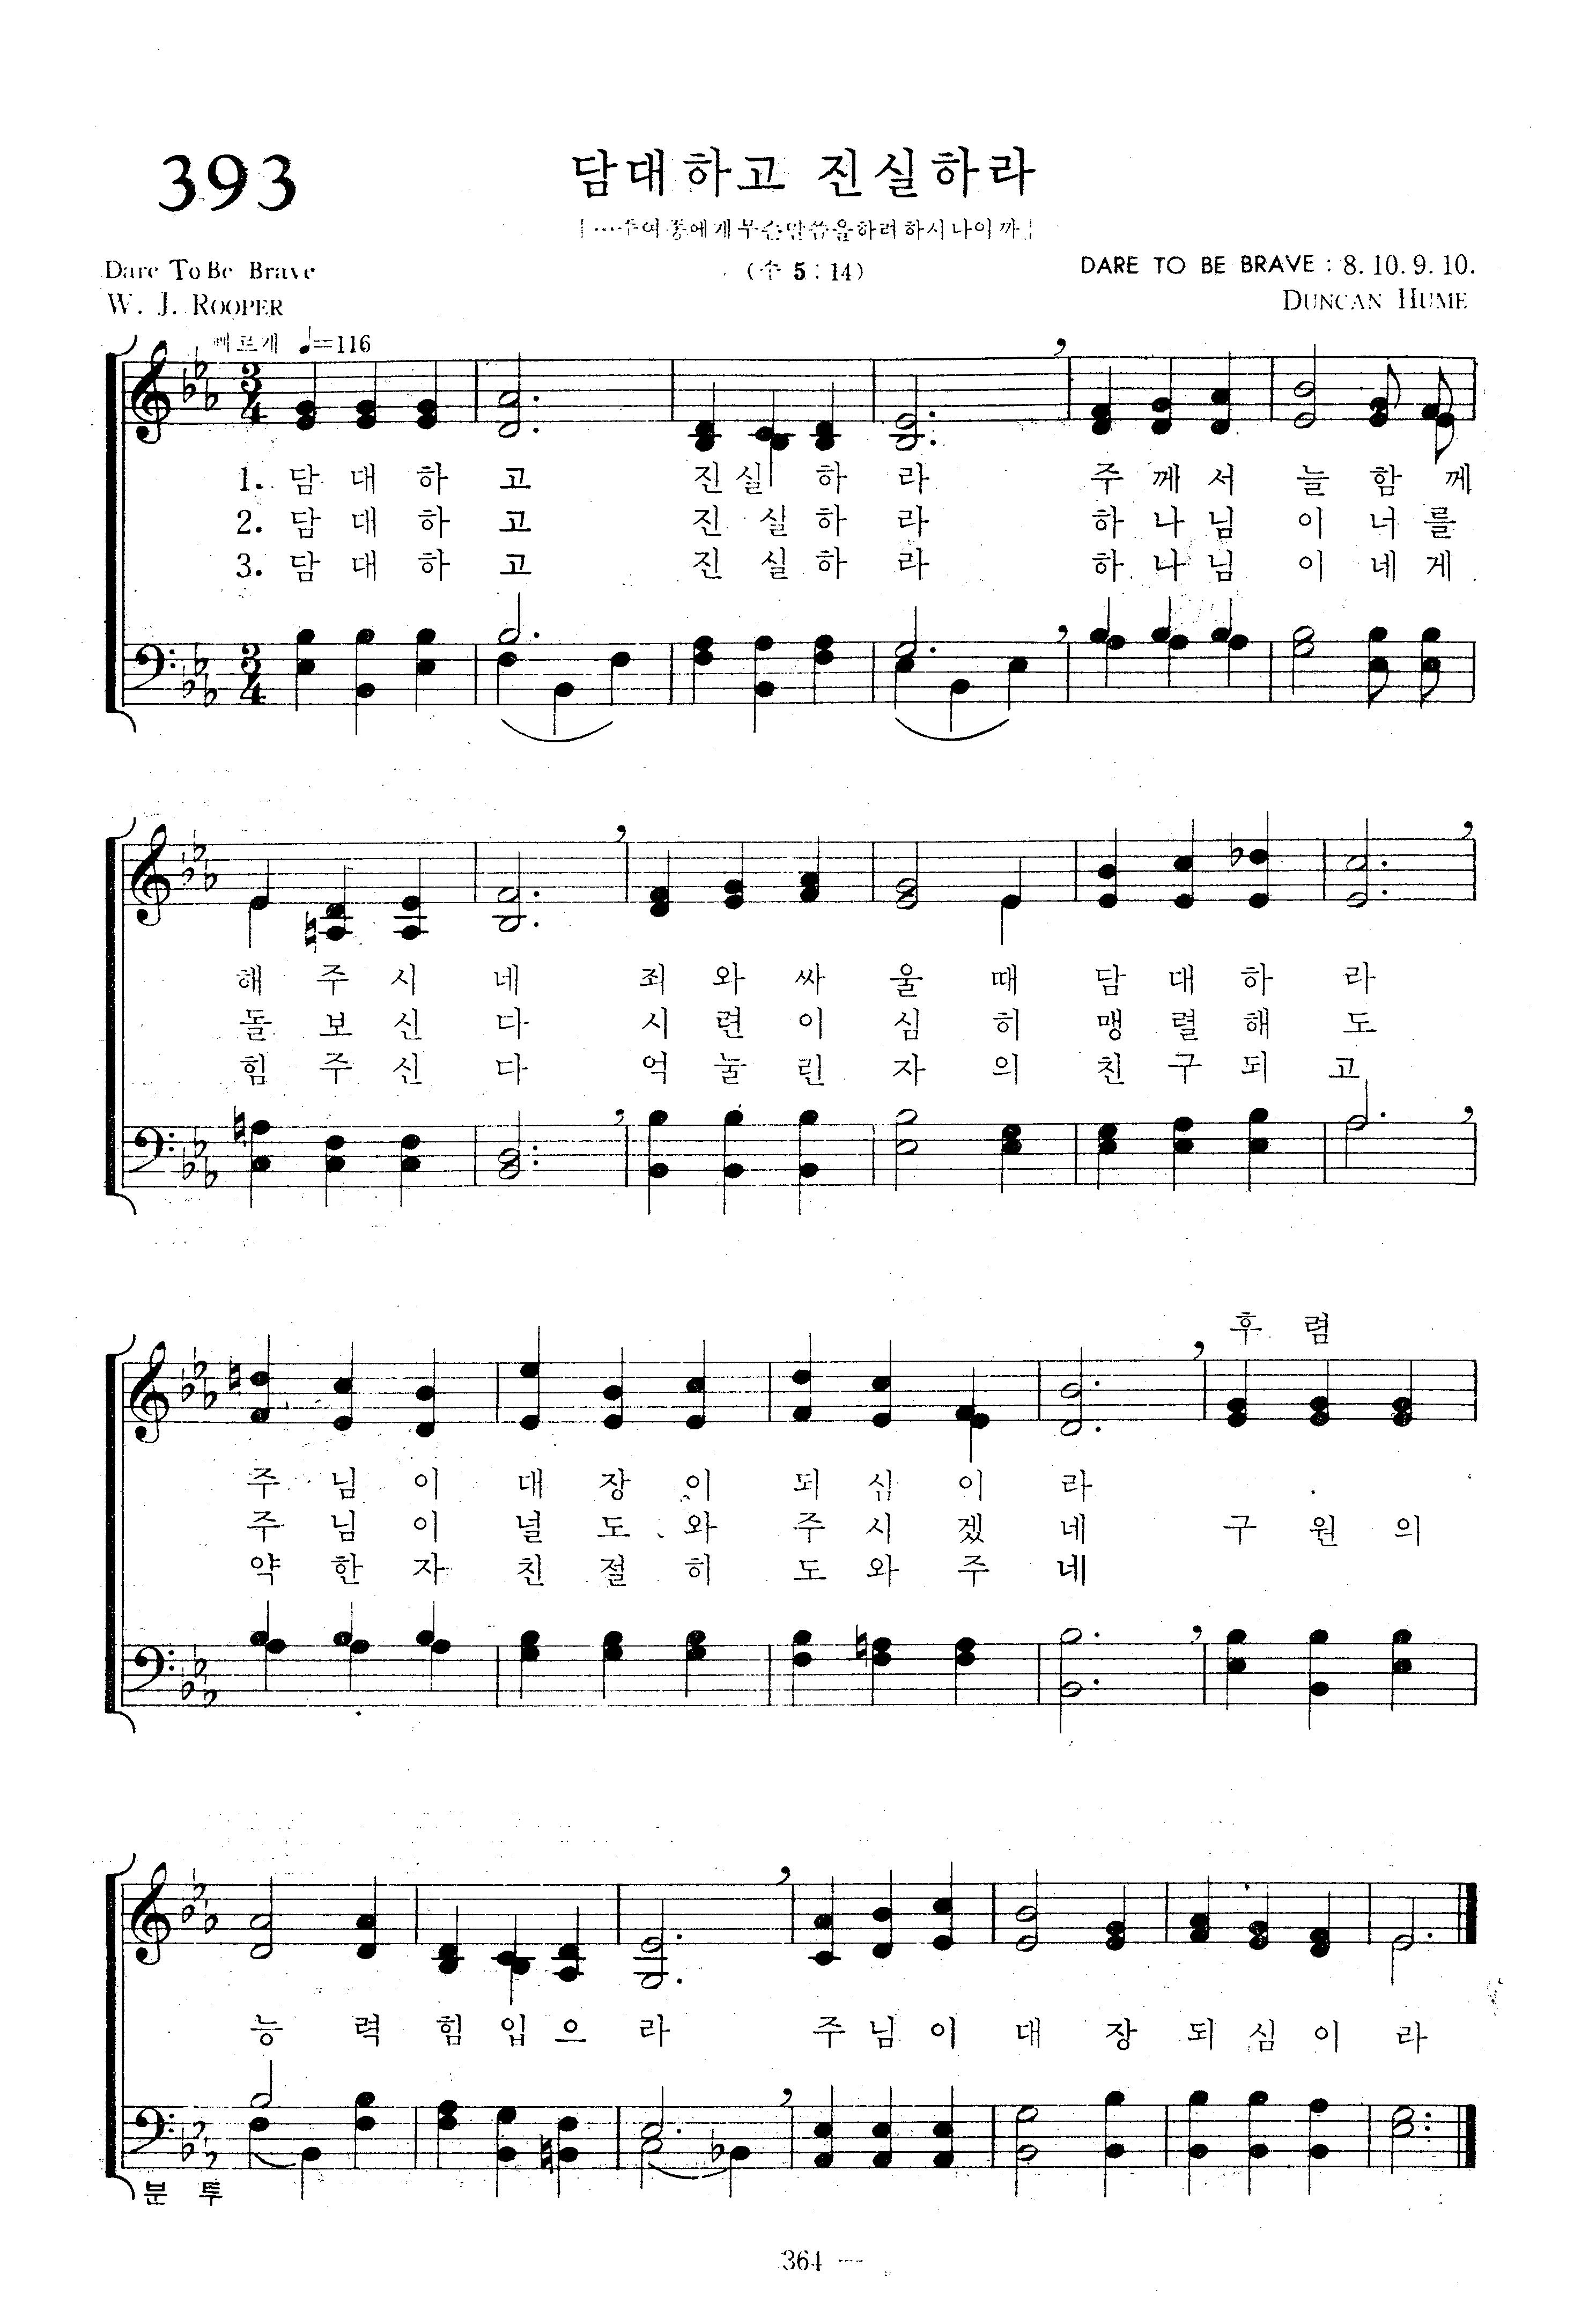 393
담대하고 진실하라
「…주여 종에게 무슨 말씀을 하려 하시나이까」
(수 5:14)
Dare To Be Brave
W. J. ROOPER
DARE TO BE BRAVE : 8. 10. 9. 10.
DUNCAN HUME
빠르게 ♩=116
1. 담 대 하 고 진 실 하 라 주 께 서 늘 함 께
2. 담 대 하 고 진 실 하 라 하 나 님 이 너 를
3. 담 대 하 고 진 실 하 라 하 나 님 이 네 게
해 주 시 네 죄 와 싸 울 때 담 대 하 라
돌 보 신 다 시 련 이 심 히 맹 렬 해 도
힘 주 신 다 억 눌 린 자 의 친 구 되 고
후 렴
주 님 이 대 장 이 되 심 이 라
주 님 이 널 도 와 주 시 겠 네 구 원 의
약 한 자 친 절 히 도 와 주 네
능 력 힘 입 으 라 주 님 이 대 장 되 심 이 라
분 투
364